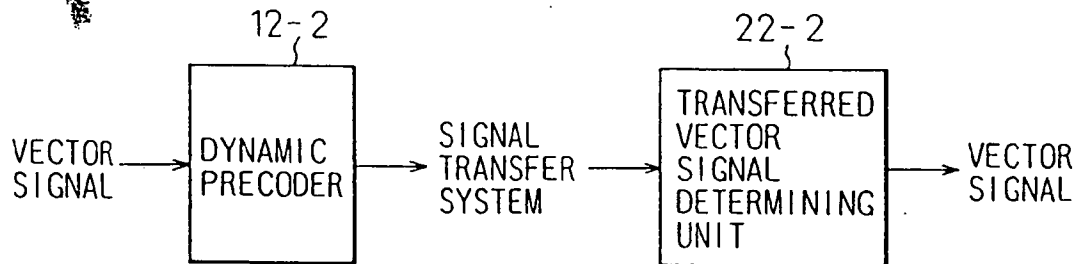 12-2
22-2
VECTOR
SIGNAL
DYNAMIC
PRECODER
SIGNAL
TRANSFER
SYSTEM
TRANSFERRED
VECTOR
SIGNAL
DETERMINING
UNIT
VECTOR
SIGNAL